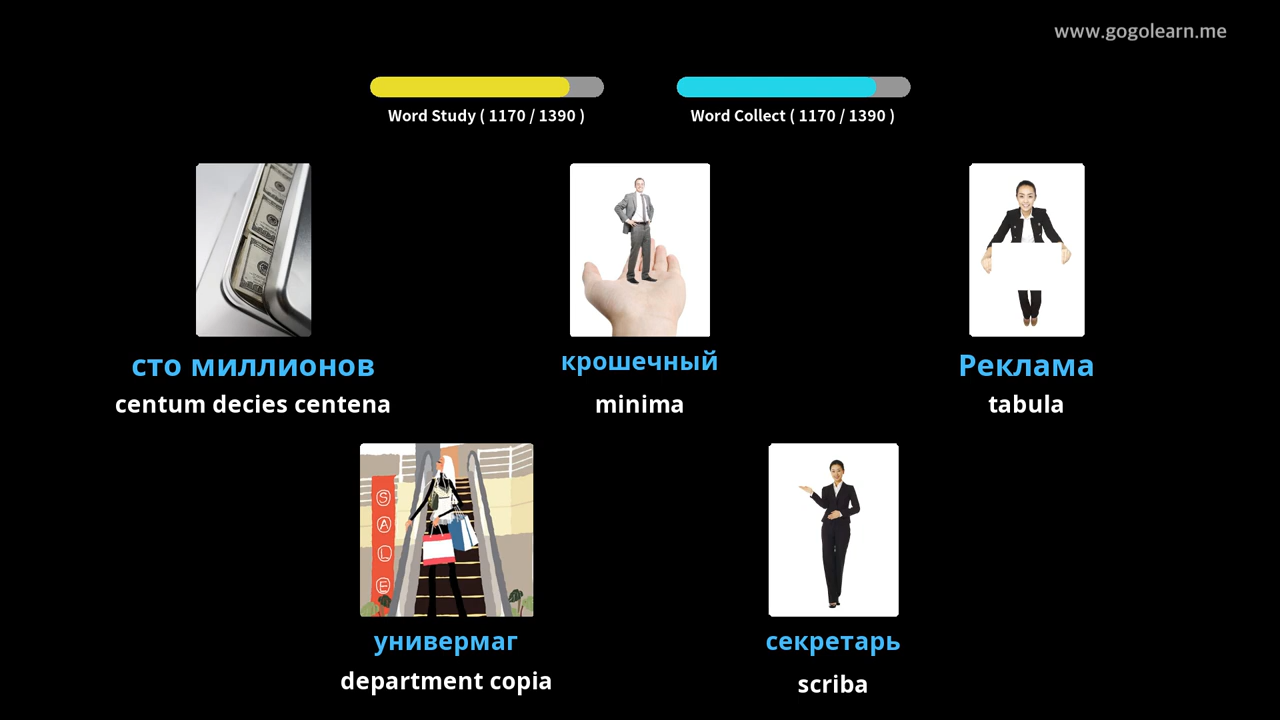 www.gogolearn.me
Word Study ( 1170 / 1390 )
Word Collect ( 1170 / 1390 )
сто миллионов
centum decies centena
крошечный
minima
Реклама
tabula
SALE
универмаг
department copia
секретарь
scriba